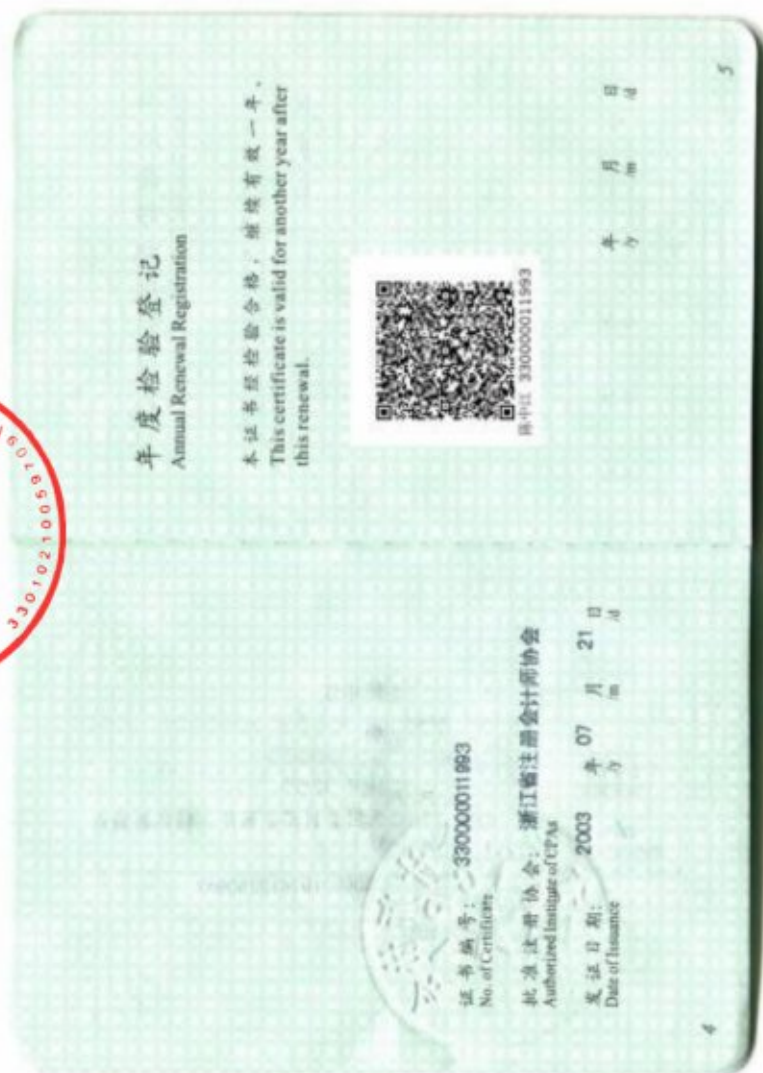 证书编号: 330000011993
No. of Certificate
批准注册协会: 浙江省注册会计师协会
Authorized Institute of CPAs
发证日期: 2003 年 07 月 21 日
Date of Issuance /y /m /d
4
年度检验登记
Annual Renewal Registration
本证书经检验合格，继续有效一年。
This certificate is valid for another year after
this renewal.
陈中江 330000011993
年 月 日
/y /m /d
5